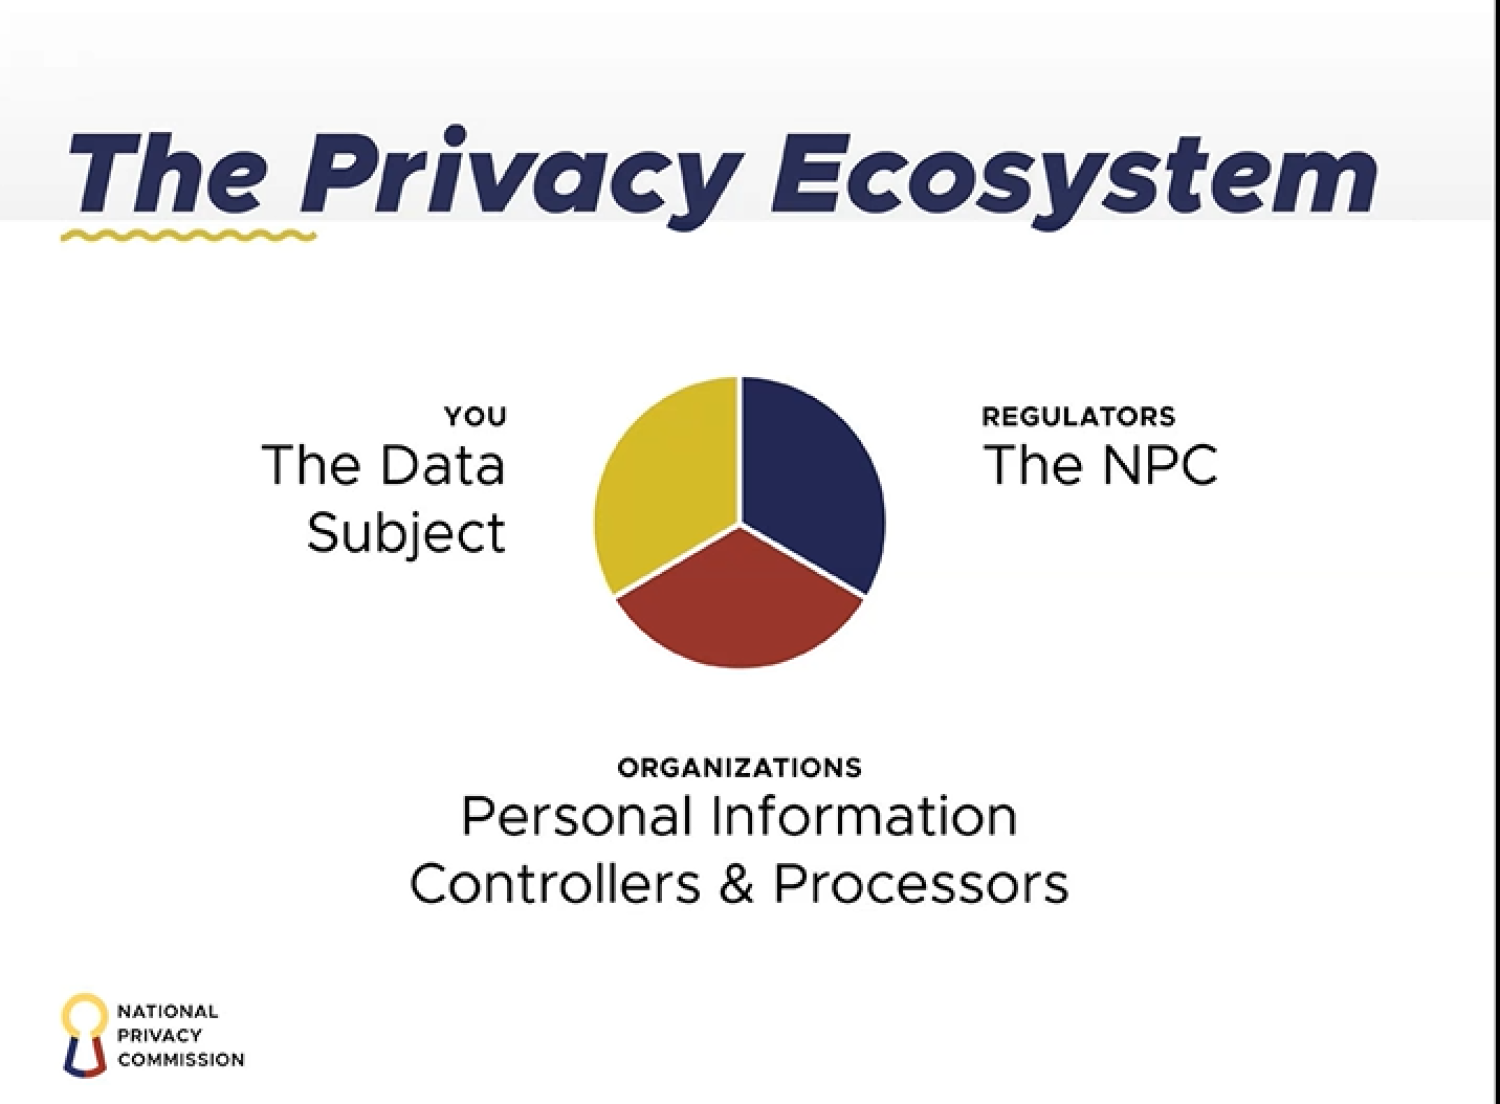 The Privacy Ecosystem
YOU
The Data
Subject
REGULATORS
The NPC
ORGANIZATIONS
Personal Information
Controllers & Processors
NATIONAL
PRIVACY
COMMISSION